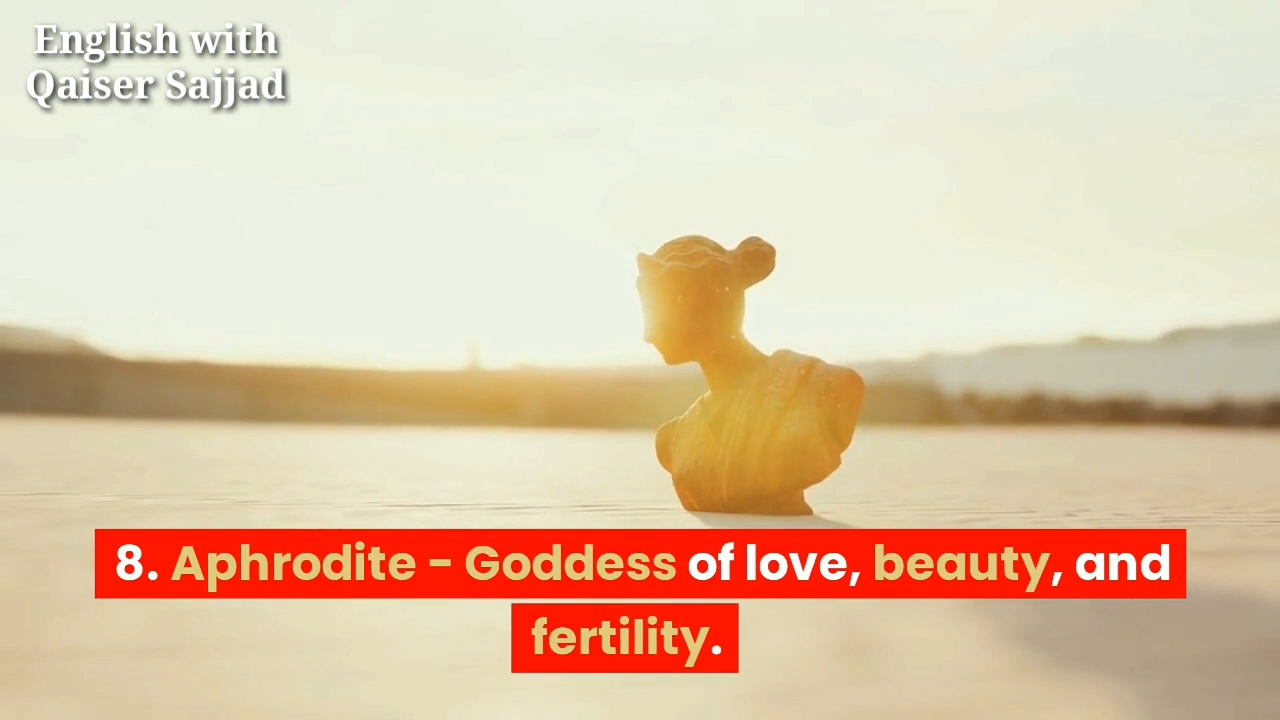 English with
Qaiser Sajjad
8. Aphrodite - Goddess of love, beauty, and
fertility.